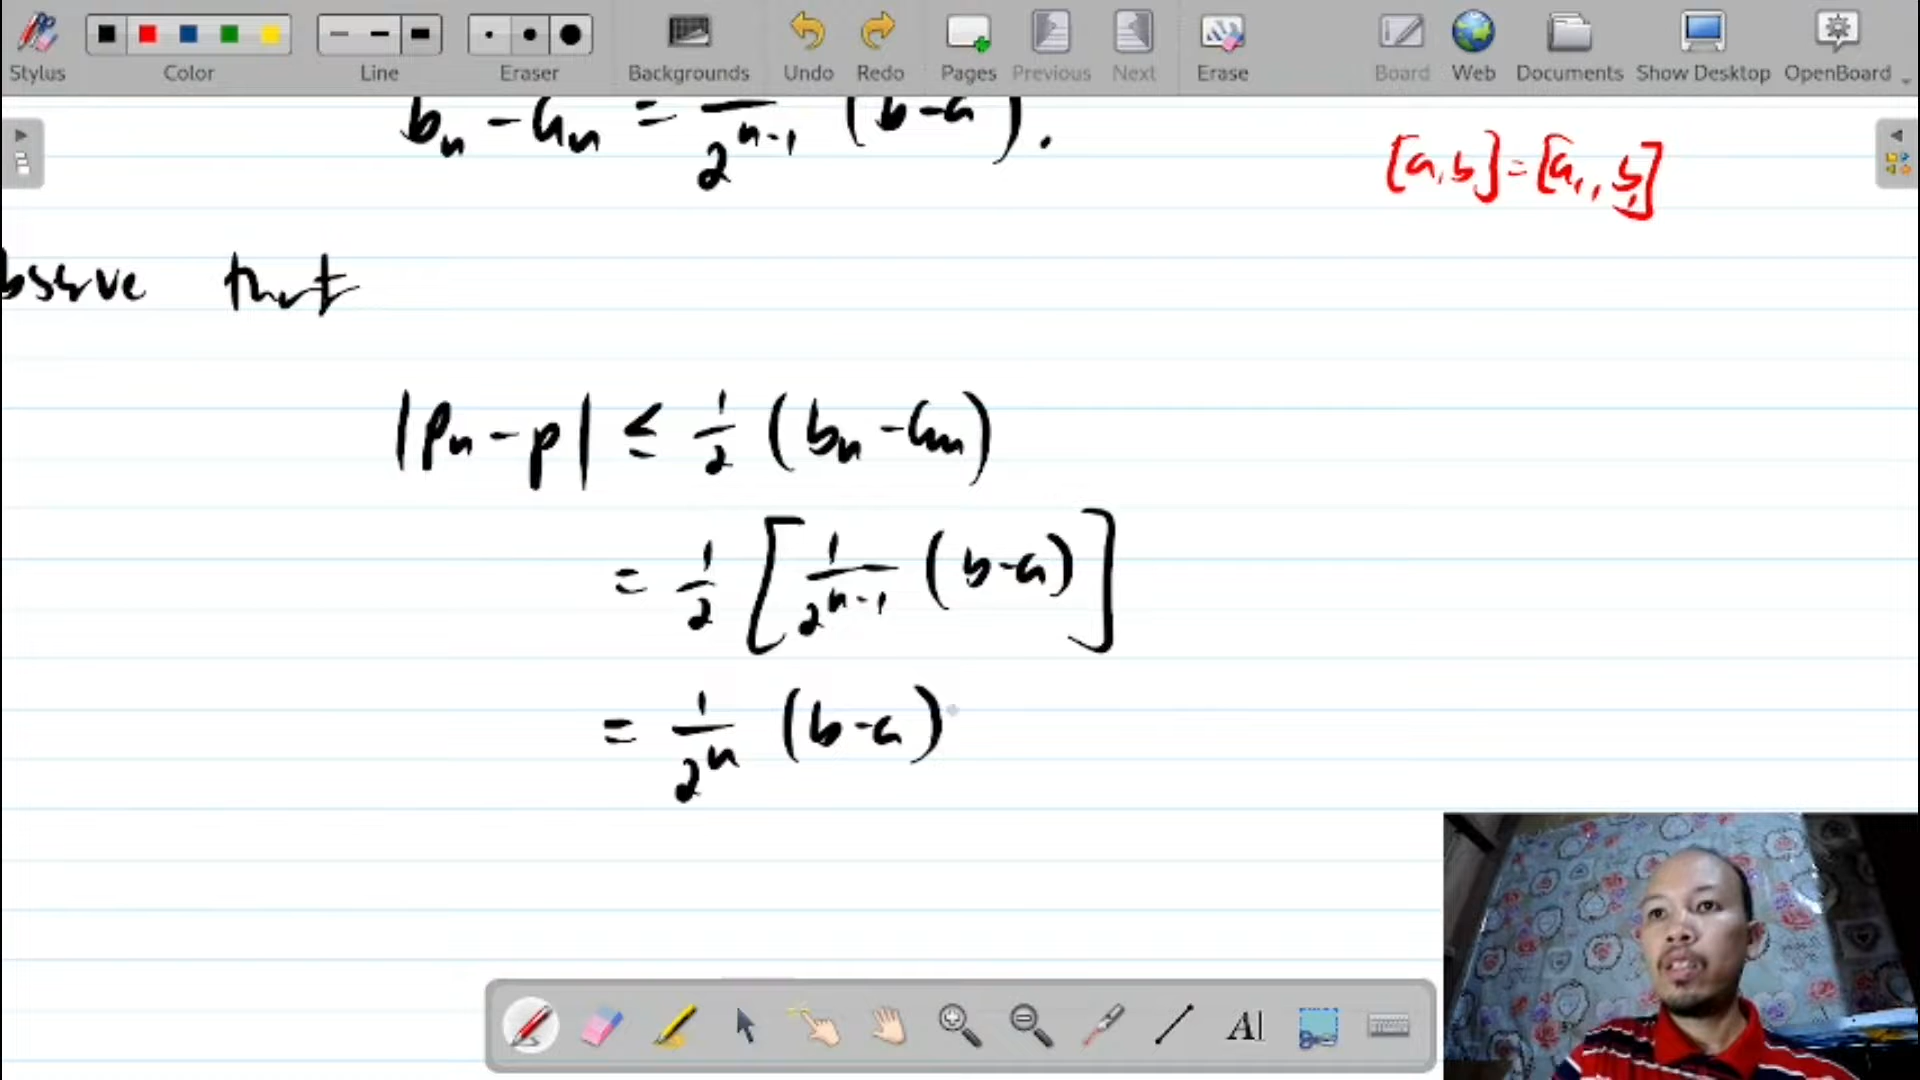 Stylus Color Line Eraser Backgrounds Undo Redo Pages Previous Next Erase Board Web Documents Show Desktop OpenBoard
bₙ - aₙ = 1/2ⁿ⁻¹ (b-a).
[a,b] = [a₁, b₁]
bserve that
|pₙ - p| ≤ 1/2 (bₙ - aₙ)
= 1/2 [1/2ⁿ⁻¹ (b-a)]
= 1/2ⁿ (b-a)
A